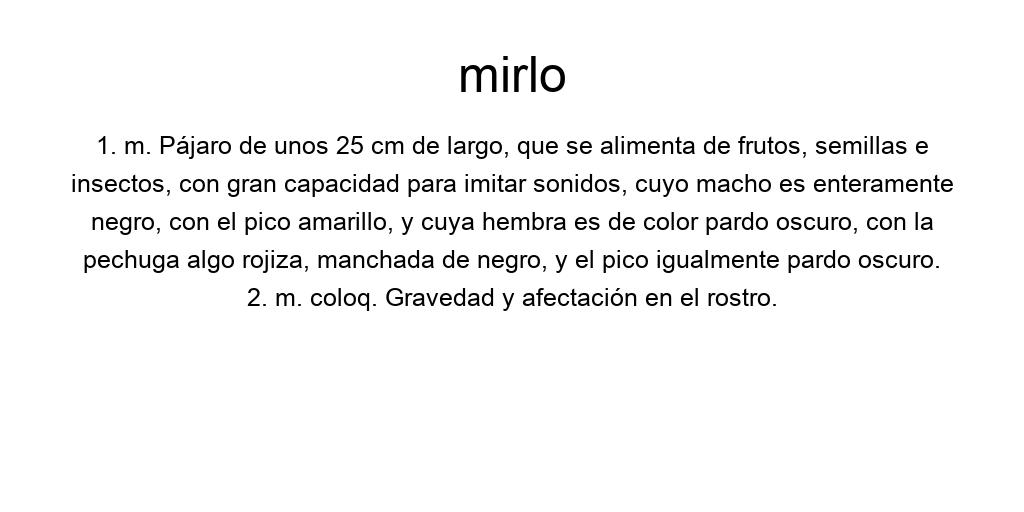 mirlo
1. m. Pájaro de unos 25 cm de largo, que se alimenta de frutos, semillas e
insectos, con gran capacidad para imitar sonidos, cuyo macho es enteramente
negro, con el pico amarillo, y cuya hembra es de color pardo oscuro, con la
pechuga algo rojiza, manchada de negro, y el pico igualmente pardo oscuro.
2. m. coloq. Gravedad y afectación en el rostro.